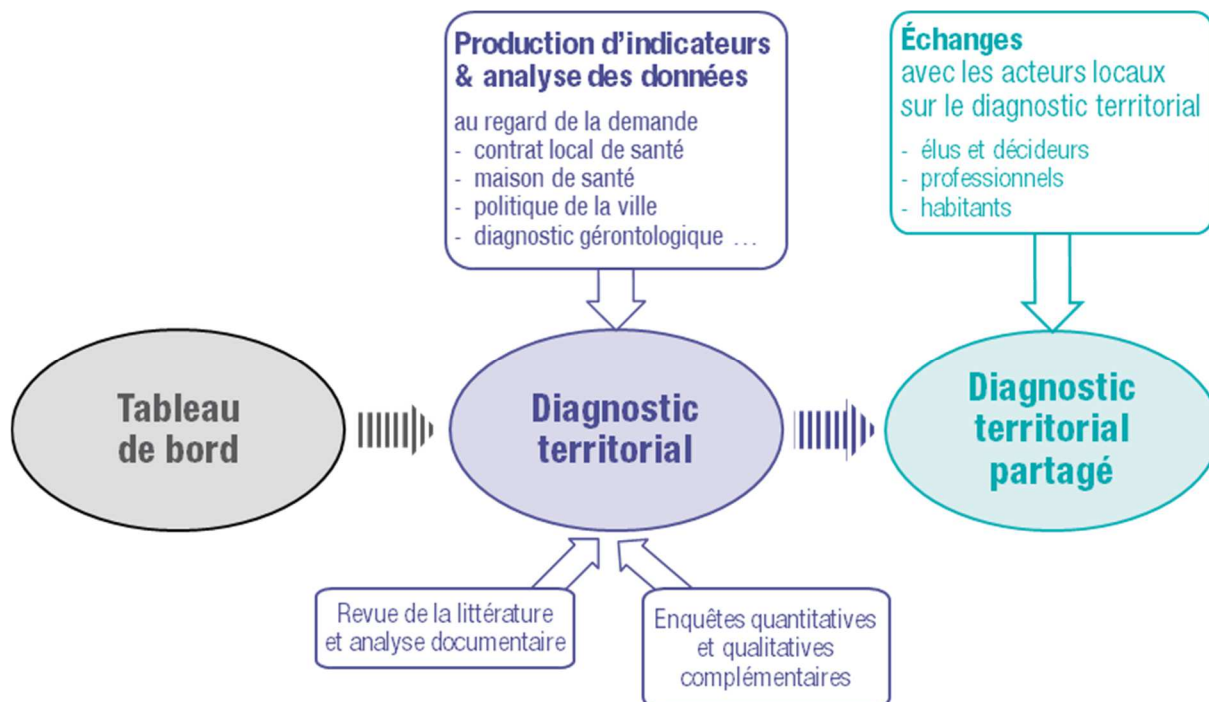 Production d'indicateurs
& analyse des données
au regard de la demande
- contrat local de santé
- maison de santé
- politique de la ville
- diagnostic gérontologique …
Échanges
avec les acteurs locaux
sur le diagnostic territorial
- élus et décideurs
- professionnels
- habitants
Tableau
de bord
Diagnostic
territorial
Diagnostic
territorial
partagé
Revue de la littérature
et analyse documentaire
Enquêtes quantitatives
et qualitatives
complémentaires